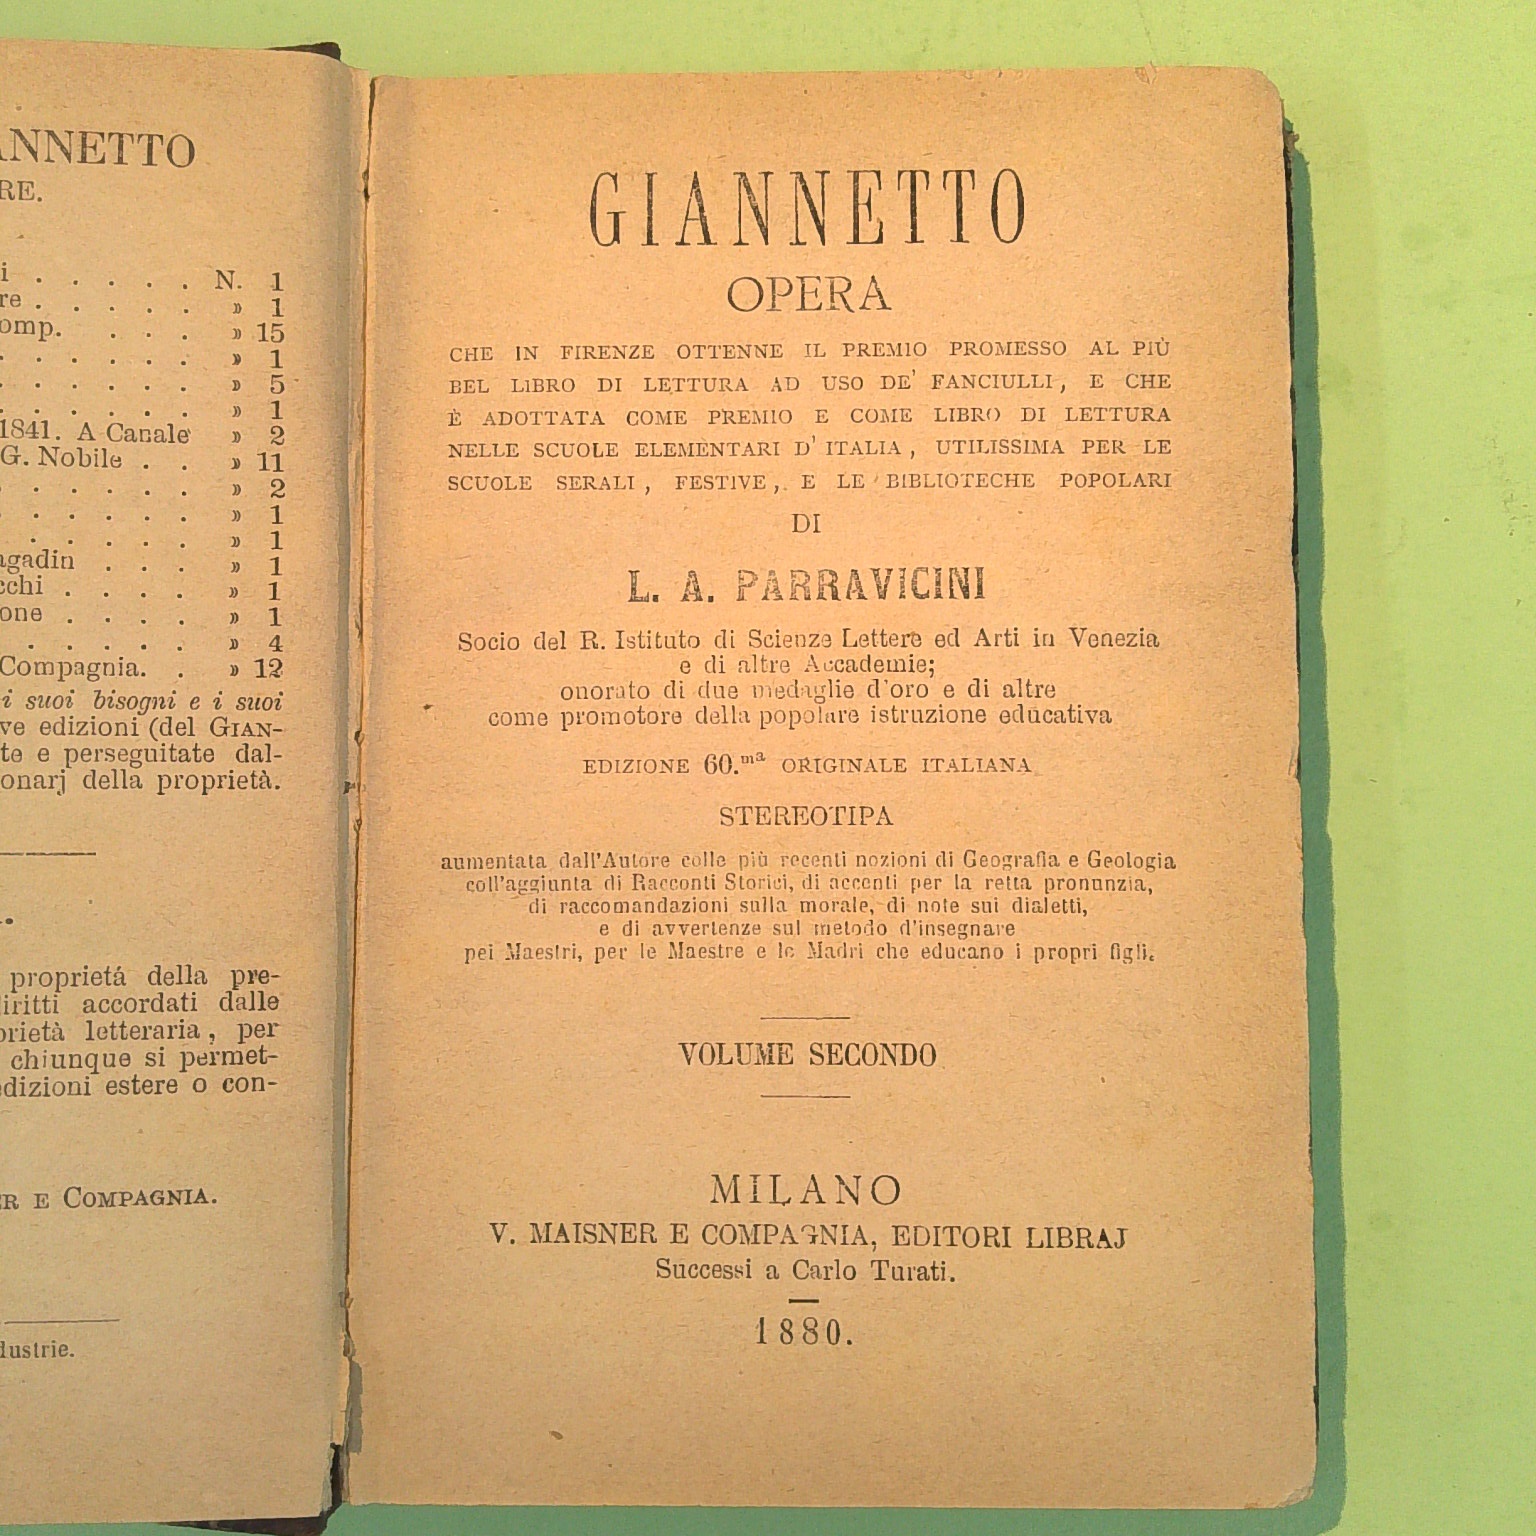 ANNETTO
RE.
i . . . . . . N. 1
re . . . . . . » 1
omp. . . . » 15
. . . . . . » 1
. . . . . . » 5
. . . . . . » 1
1841. A Canale » 2
G. Nobile . . » 11
. . . . . . » 2
. . . . . . » 1
. . . . . . » 1
agadin . . . » 1
cchi . . . . » 1
one . . . . » 1
. . . . . . » 4
Compagnia. . » 12
i suoi bisogni e i suoi
ve edizioni (del GIAN-
te e perseguitate dal-
onarj della proprietà.
proprietá della pre-
iritti accordati dalle
prietà letteraria, per
chiunque si permet-
edizioni estere o con-
ER E COMPAGNIA.
dustrie.
GIANNETTO
OPERA
CHE IN FIRENZE OTTENNE IL PREMIO PROMESSO AL PIÙ
BEL LIBRO DI LETTURA AD USO DE' FANCIULLI, E CHE
È ADOTTATA COME PREMIO E COME LIBRO DI LETTURA
NELLE SCUOLE ELEMENTARI D'ITALIA, UTILISSIMA PER LE
SCUOLE SERALI, FESTIVE, E LE BIBLIOTECHE POPOLARI
DI
L. A. PARRAVICINI
Socio del R. Istituto di Scienze Lettere ed Arti in Venezia
e di altre Accademie;
onorato di due medaglie d'oro e di altre
come promotore della popolare istruzione educativa
EDIZIONE 60.ma ORIGINALE ITALIANA
STEREOTIPA
aumentata dall'Autore colle più recenti nozioni di Geografia e Geologia
coll'aggiunta di Racconti Storici, di accenti per la retta pronunzia,
di raccomandazioni sulla morale, di note sui dialetti,
e di avvertenze sul metodo d'insegnare
pei Maestri, per le Maestre e le Madri che educano i propri figli.
VOLUME SECONDO
MILANO
V. MAISNER E COMPAGNIA, EDITORI LIBRAJ
Successi a Carlo Turati.
1880.